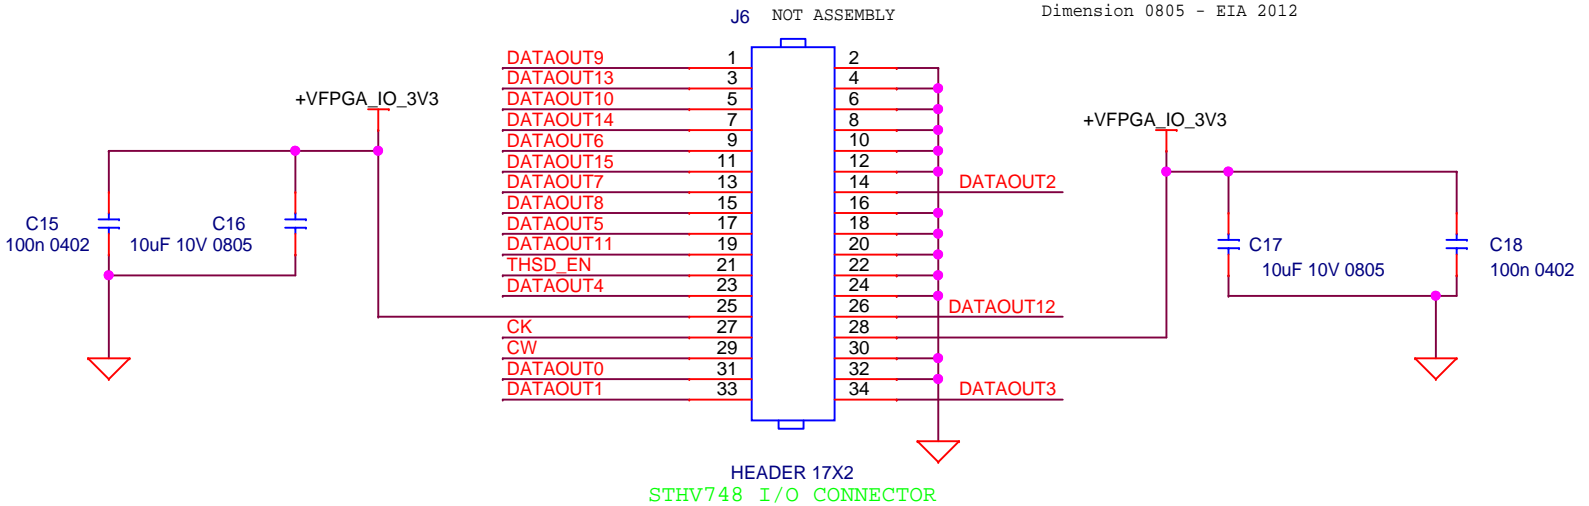 J6 NOT ASSEMBLY
Dimension 0805 - EIA 2012
+VFPGA_IO_3V3
C15
100n 0402
C16
10uF 10V 0805
DATAOUT9 1 2
DATAOUT13 3 4
DATAOUT10 5 6
DATAOUT14 7 8
DATAOUT6 9 10
DATAOUT15 11 12
DATAOUT7 13 14 DATAOUT2
DATAOUT8 15 16
DATAOUT5 17 18
DATAOUT11 19 20
THSD_EN 21 22
DATAOUT4 23 24
25 26 DATAOUT12
CK 27 28
CW 29 30
DATAOUT0 31 32
DATAOUT1 33 34 DATAOUT3
+VFPGA_IO_3V3
C17
10uF 10V 0805
C18
100n 0402
HEADER 17X2
STHV748 I/O CONNECTOR